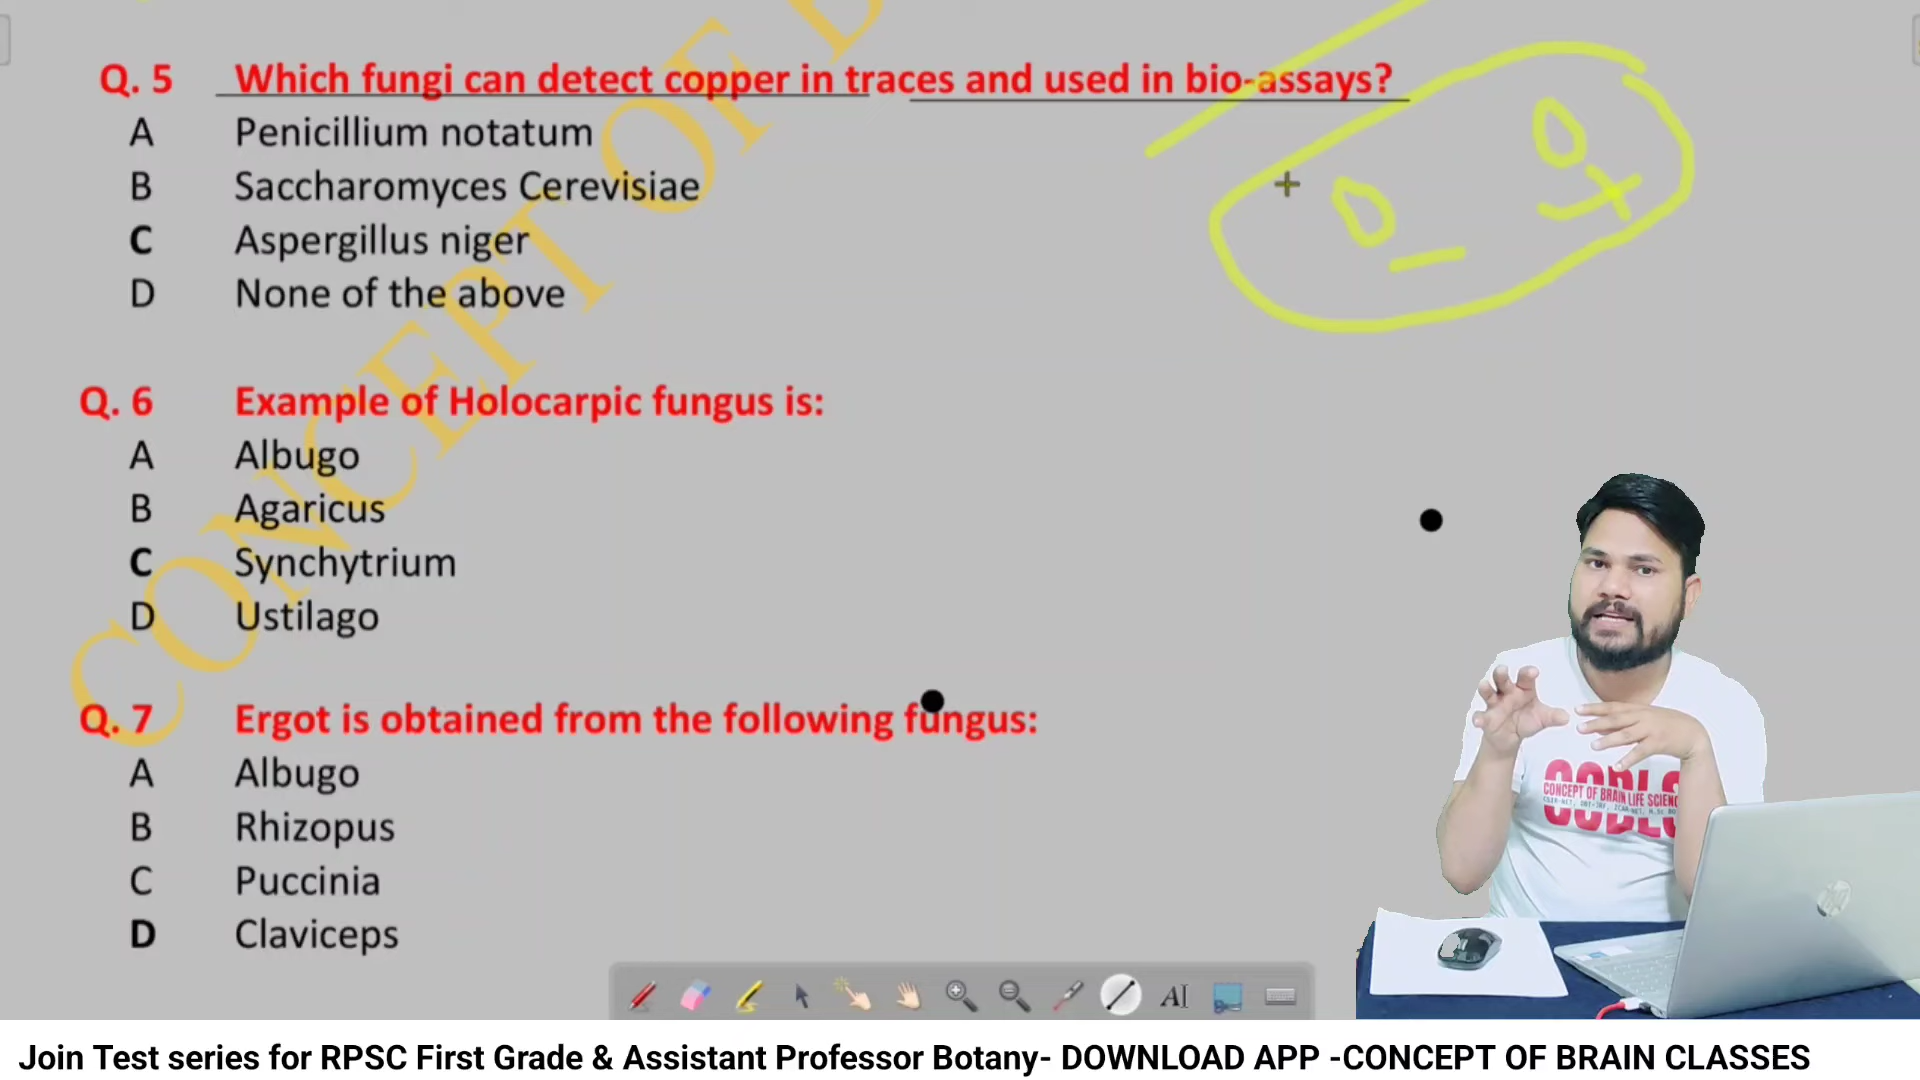 Q. 5 Which fungi can detect copper in traces and used in bio-assays?
A Penicillium notatum
B Saccharomyces Cerevisiae
C Aspergillus niger
D None of the above
Q. 6 Example of Holocarpic fungus is:
A Albugo
B Agaricus
C Synchytrium
D Ustilago
Q. 7 Ergot is obtained from the following fungus:
A Albugo
B Rhizopus
C Puccinia
D Claviceps
CONCEPT OF B
CONCEPT OF BRAIN LIFE SCIENC
hp
AI
Join Test series for RPSC First Grade & Assistant Professor Botany- DOWNLOAD APP -CONCEPT OF BRAIN CLASSES